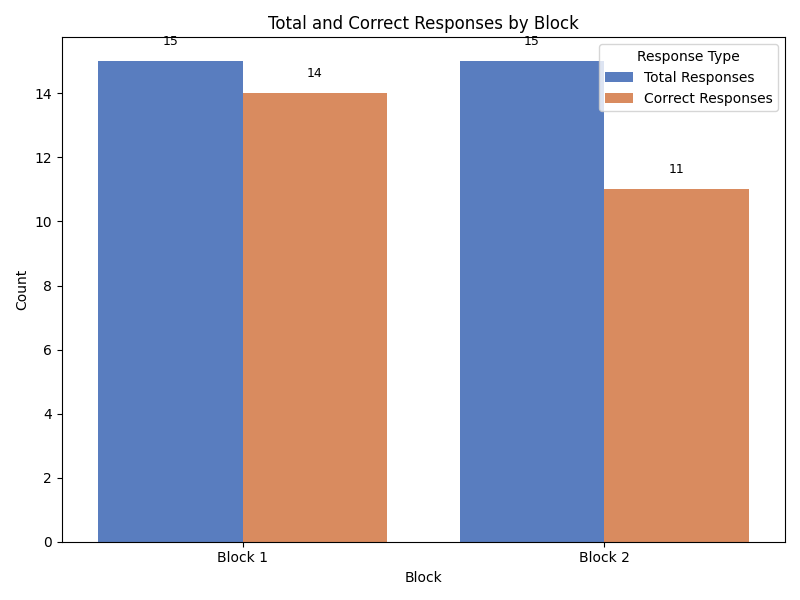 Total and Correct Responses by Block
15
14
15
11
Response Type
Total Responses
Correct Responses
Count
14
12
10
8
6
4
2
0
Block 1
Block 2
Block